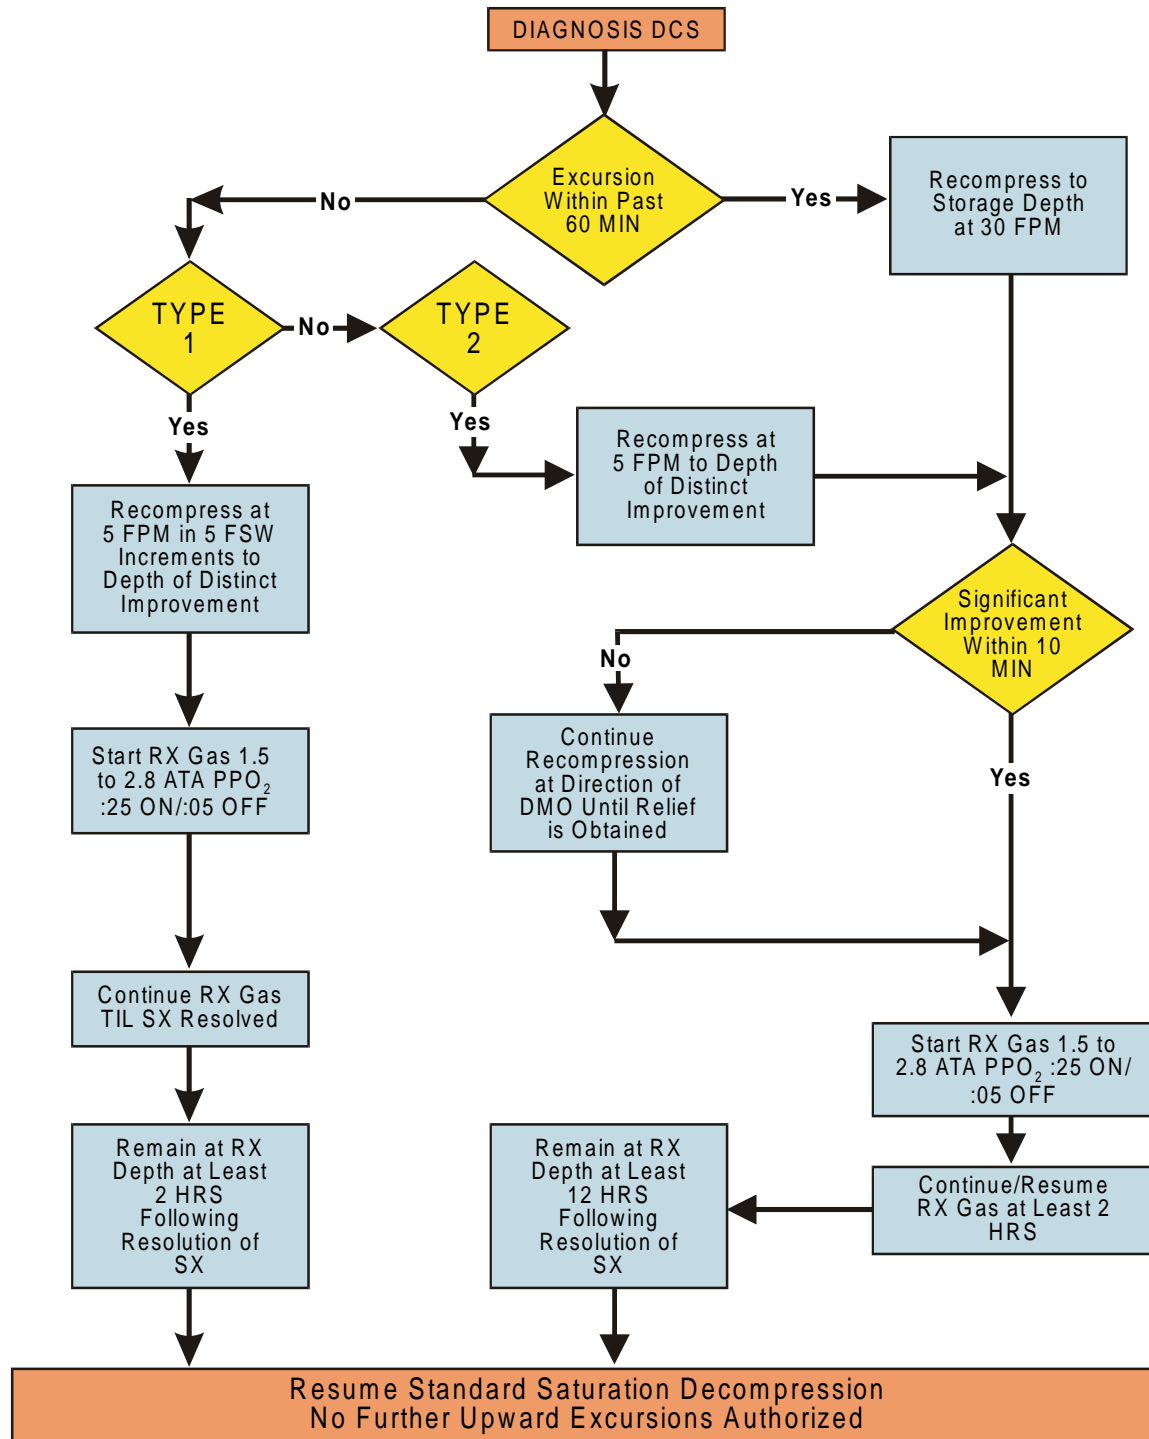 DIAGNOSIS DCS
Excursion
Within Past
60 MIN
No
Yes
Recompress to
Storage Depth
at 30 FPM
TYPE
1
No
TYPE
2
Yes
Yes
Recompress at
5 FPM to Depth
of Distinct
Improvement
Recompress at
5 FPM in 5 FSW
Increments to
Depth of Distinct
Improvement
Significant
Improvement
Within 10
MIN
No
Yes
Start RX Gas 1.5
to 2.8 ATA PPO₂
:25 ON/:05 OFF
Continue
Recompression
at Direction of
DMO Until Relief
is Obtained
Continue RX Gas
TIL SX Resolved
Start RX Gas 1.5 to
2.8 ATA PPO₂ :25 ON/
:05 OFF
Remain at RX
Depth at Least
2 HRS
Following
Resolution of
SX
Remain at RX
Depth at Least
12 HRS
Following
Resolution of
SX
Continue/Resume
RX Gas at Least 2
HRS
Resume Standard Saturation Decompression
No Further Upward Excursions Authorized